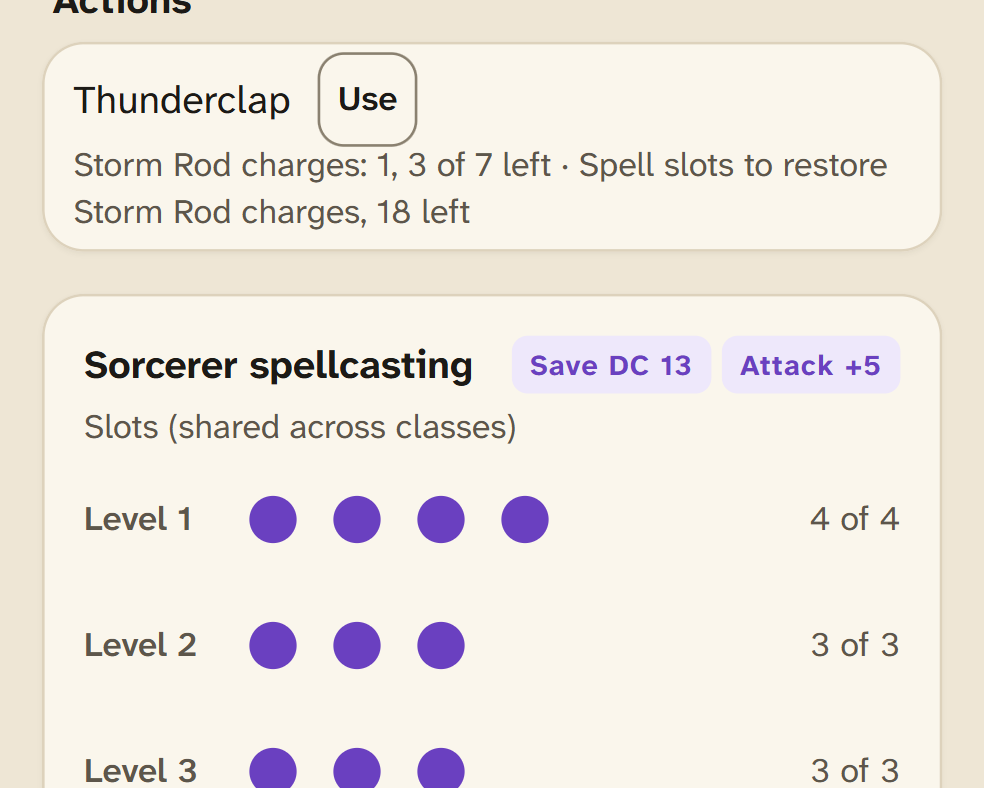 Actions
Thunderclap Use
Storm Rod charges: 1, 3 of 7 left · Spell slots to restore
Storm Rod charges, 18 left
Sorcerer spellcasting Save DC 13 Attack +5
Slots (shared across classes)
Level 1 4 of 4
Level 2 3 of 3
Level 3 3 of 3